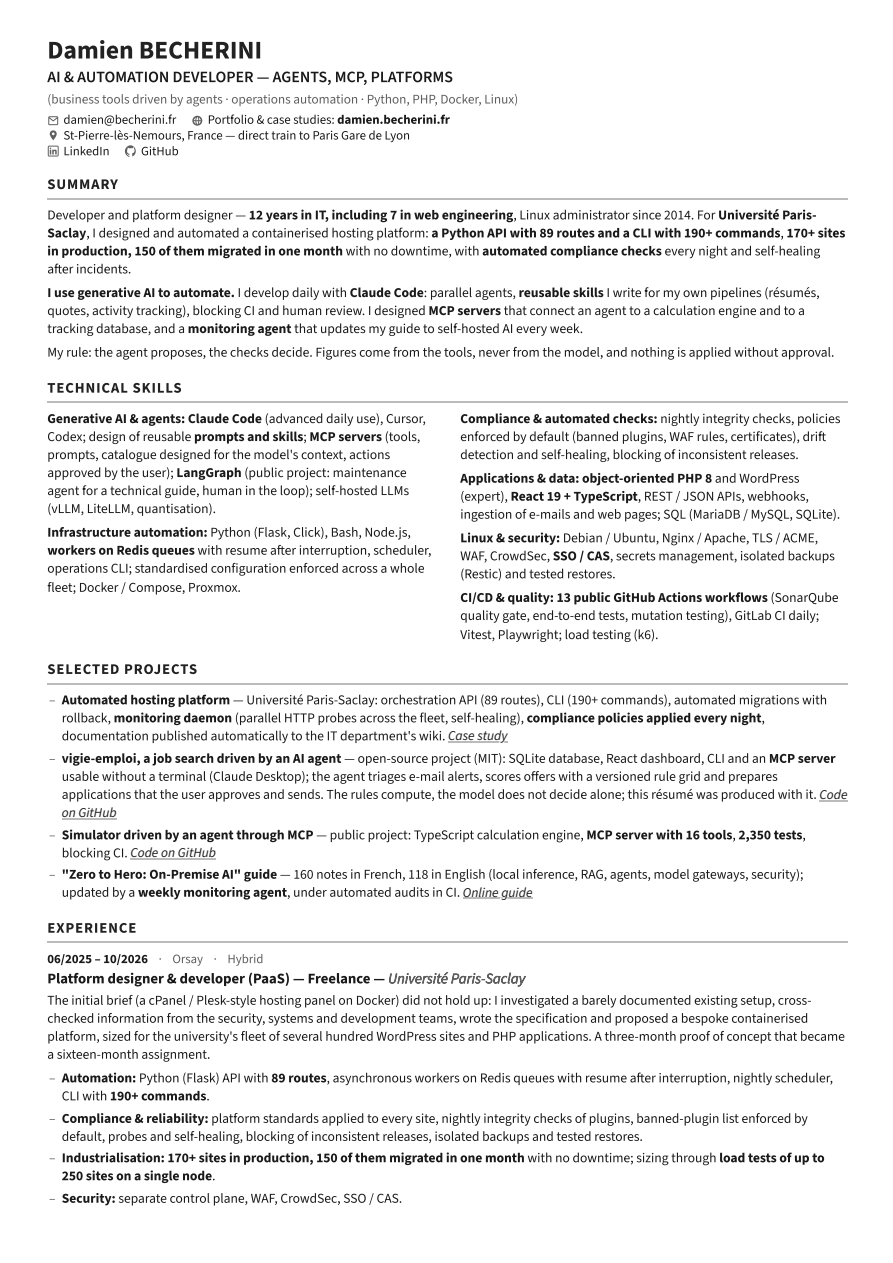 Damien BECHERINI
AI & AUTOMATION DEVELOPER — AGENTS, MCP, PLATFORMS
(business tools driven by agents · operations automation · Python, PHP, Docker, Linux)
damien@becherini.fr Portfolio & case studies: damien.becherini.fr
St-Pierre-lès-Nemours, France — direct train to Paris Gare de Lyon
LinkedIn GitHub
SUMMARY
Developer and platform designer — 12 years in IT, including 7 in web engineering, Linux administrator since 2014. For Université Paris-
Saclay, I designed and automated a containerised hosting platform: a Python API with 89 routes and a CLI with 190+ commands, 170+ sites
in production, 150 of them migrated in one month with no downtime, with automated compliance checks every night and self-healing
after incidents.
I use generative AI to automate. I develop daily with Claude Code: parallel agents, reusable skills I write for my own pipelines (résumés,
quotes, activity tracking), blocking CI and human review. I designed MCP servers that connect an agent to a calculation engine and to a
tracking database, and a monitoring agent that updates my guide to self-hosted AI every week.
My rule: the agent proposes, the checks decide. Figures come from the tools, never from the model, and nothing is applied without approval.
TECHNICAL SKILLS
Generative AI & agents: Claude Code (advanced daily use), Cursor,
Codex; design of reusable prompts and skills; MCP servers (tools,
prompts, catalogue designed for the model's context, actions
approved by the user); LangGraph (public project: maintenance
agent for a technical guide, human in the loop); self-hosted LLMs
(vLLM, LiteLLM, quantisation).
Infrastructure automation: Python (Flask, Click), Bash, Node.js,
workers on Redis queues with resume after interruption, scheduler,
operations CLI; standardised configuration enforced across a whole
fleet; Docker / Compose, Proxmox.
Compliance & automated checks: nightly integrity checks, policies
enforced by default (banned plugins, WAF rules, certificates), drift
detection and self-healing, blocking of inconsistent releases.
Applications & data: object-oriented PHP 8 and WordPress
(expert), React 19 + TypeScript, REST / JSON APIs, webhooks,
ingestion of e-mails and web pages; SQL (MariaDB / MySQL, SQLite).
Linux & security: Debian / Ubuntu, Nginx / Apache, TLS / ACME,
WAF, CrowdSec, SSO / CAS, secrets management, isolated backups
(Restic) and tested restores.
CI/CD & quality: 13 public GitHub Actions workflows (SonarQube
quality gate, end-to-end tests, mutation testing), GitLab CI daily;
Vitest, Playwright; load testing (k6).
SELECTED PROJECTS
– Automated hosting platform — Université Paris-Saclay: orchestration API (89 routes), CLI (190+ commands), automated migrations with
rollback, monitoring daemon (parallel HTTP probes across the fleet, self-healing), compliance policies applied every night,
documentation published automatically to the IT department's wiki. Case study
– vigie-emploi, a job search driven by an AI agent — open-source project (MIT): SQLite database, React dashboard, CLI and an MCP server
usable without a terminal (Claude Desktop); the agent triages e-mail alerts, scores offers with a versioned rule grid and prepares
applications that the user approves and sends. The rules compute, the model does not decide alone; this résumé was produced with it. Code
on GitHub
– Simulator driven by an agent through MCP — public project: TypeScript calculation engine, MCP server with 16 tools, 2,350 tests,
blocking CI. Code on GitHub
– "Zero to Hero: On-Premise AI" guide — 160 notes in French, 118 in English (local inference, RAG, agents, model gateways, security);
updated by a weekly monitoring agent, under automated audits in CI. Online guide
EXPERIENCE
06/2025 – 10/2026 · Orsay · Hybrid
Platform designer & developer (PaaS) — Freelance — Université Paris-Saclay
The initial brief (a cPanel / Plesk-style hosting panel on Docker) did not hold up: I investigated a barely documented existing setup, cross-
checked information from the security, systems and development teams, wrote the specification and proposed a bespoke containerised
platform, sized for the university's fleet of several hundred WordPress sites and PHP applications. A three-month proof of concept that became
a sixteen-month assignment.
– Automation: Python (Flask) API with 89 routes, asynchronous workers on Redis queues with resume after interruption, nightly scheduler,
CLI with 190+ commands.
– Compliance & reliability: platform standards applied to every site, nightly integrity checks of plugins, banned-plugin list enforced by
default, probes and self-healing, blocking of inconsistent releases, isolated backups and tested restores.
– Industrialisation: 170+ sites in production, 150 of them migrated in one month with no downtime; sizing through load tests of up to
250 sites on a single node.
– Security: separate control plane, WAF, CrowdSec, SSO / CAS.